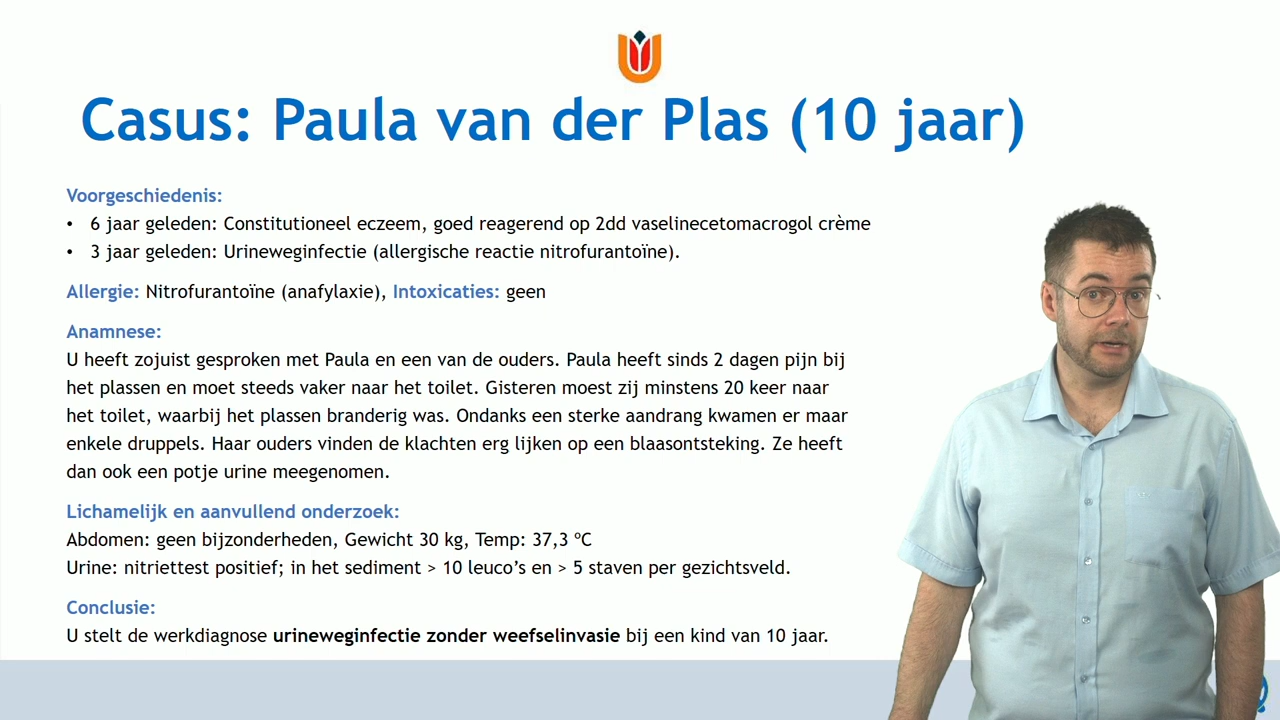 Casus: Paula van der Plas (10 jaar)
Voorgeschiedenis:
• 6 jaar geleden: Constitutioneel eczeem, goed reagerend op 2dd vaselinecetomacrogol crème
• 3 jaar geleden: Urineweginfectie (allergische reactie nitrofurantoïne).
Allergie: Nitrofurantoïne (anafylaxie), Intoxicaties: geen
Anamnese:
U heeft zojuist gesproken met Paula en een van de ouders. Paula heeft sinds 2 dagen pijn bij
het plassen en moet steeds vaker naar het toilet. Gisteren moest zij minstens 20 keer naar
het toilet, waarbij het plassen branderig was. Ondanks een sterke aandrang kwamen er maar
enkele druppels. Haar ouders vinden de klachten erg lijken op een blaasontsteking. Ze heeft
dan ook een potje urine meegenomen.
Lichamelijk en aanvullend onderzoek:
Abdomen: geen bijzonderheden, Gewicht 30 kg, Temp: 37,3 °C
Urine: nitriettest positief; in het sediment > 10 leuco's en > 5 staven per gezichtsveld.
Conclusie:
U stelt de werkdiagnose urineweginfectie zonder weefselinvasie bij een kind van 10 jaar.